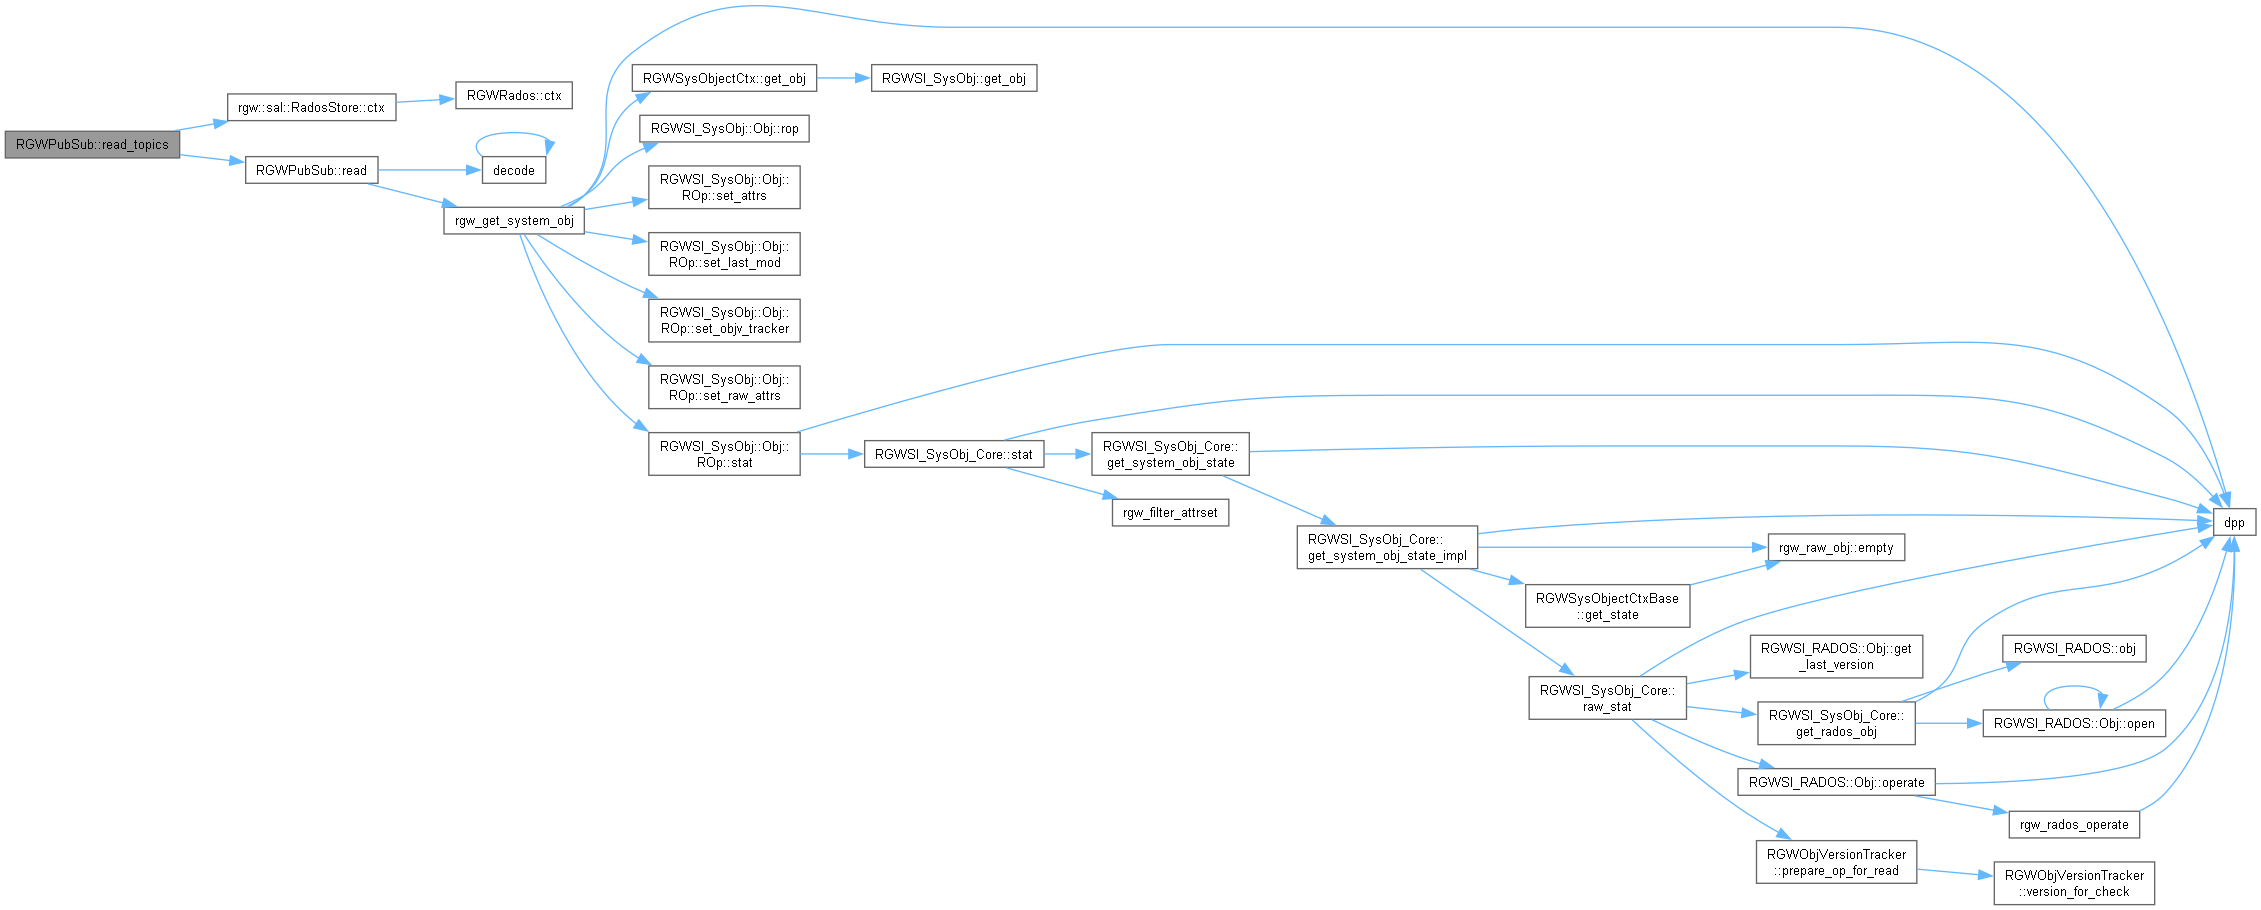 RGWPubSub::read_topics
rgw::sal::RadosStore::ctx
RGWRados::ctx
RGWPubSub::read
decode
rgw_get_system_obj
RGWSysObjectCtx::get_obj
RGWSI_SysObj::get_obj
RGWSI_SysObj::Obj::rop
RGWSI_SysObj::Obj::
ROp::set_attrs
RGWSI_SysObj::Obj::
ROp::set_last_mod
RGWSI_SysObj::Obj::
ROp::set_objv_tracker
RGWSI_SysObj::Obj::
ROp::set_raw_attrs
RGWSI_SysObj::Obj::
ROp::stat
RGWSI_SysObj_Core::stat
RGWSI_SysObj_Core::
get_system_obj_state
rgw_filter_attrset
RGWSI_SysObj_Core::
get_system_obj_state_impl
dpp
rgw_raw_obj::empty
RGWSysObjectCtxBase
::get_state
RGWSI_SysObj_Core::
raw_stat
RGWSI_RADOS::Obj::get
_last_version
RGWSI_SysObj_Core::
get_rados_obj
RGWSI_RADOS::obj
RGWSI_RADOS::Obj::open
RGWSI_RADOS::Obj::operate
rgw_rados_operate
RGWObjVersionTracker
::prepare_op_for_read
RGWObjVersionTracker
::version_for_check